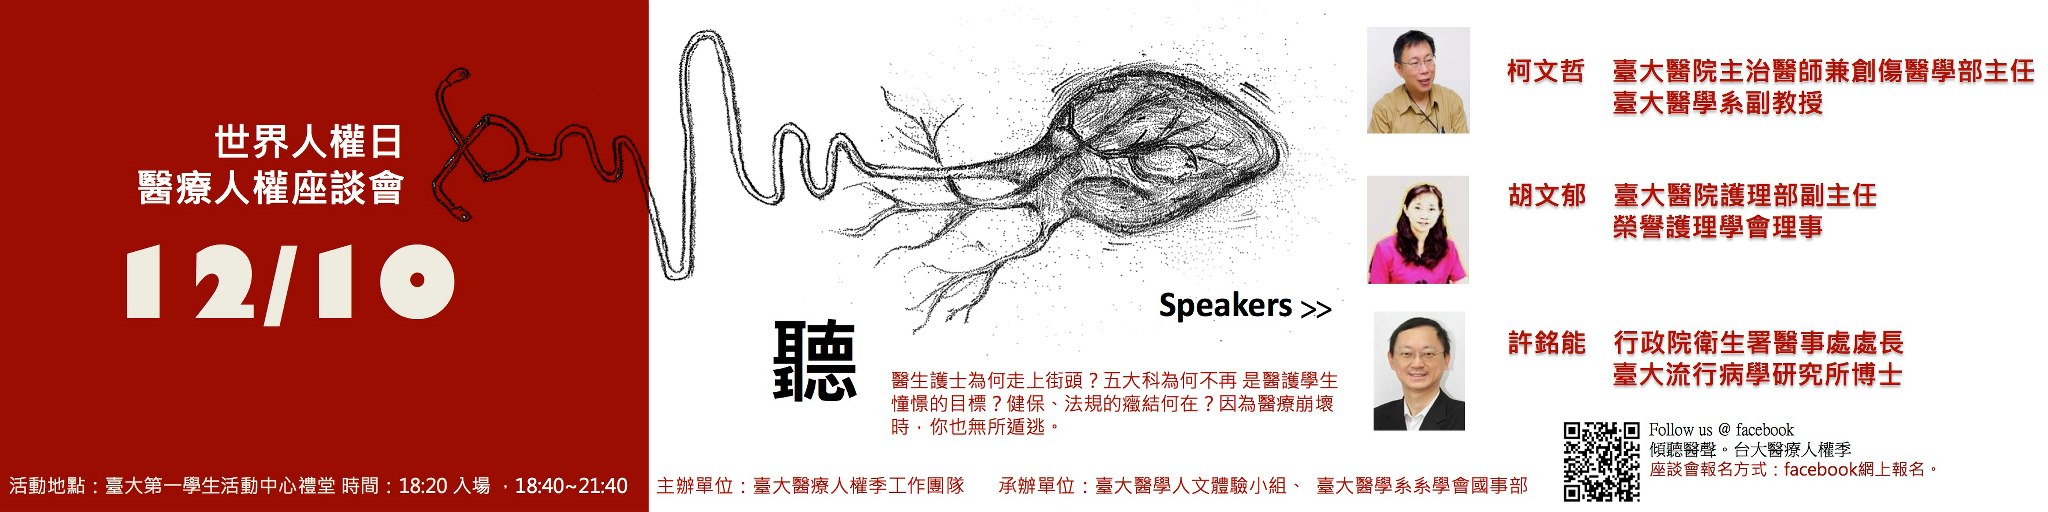 世界人權日
醫療人權座談會
12/10
活動地點：臺大第一學生活動中心禮堂 時間：18:20 入場 ，18:40~21:40
聽
醫生護士為何走上街頭？五大科為何不再 是醫護學生
憧憬的目標？健保、法規的癥結何在？因為醫療崩壞
時，你也無所遁逃。
Speakers >>
柯文哲 臺大醫院主治醫師兼創傷醫學部主任
臺大醫學系副教授
胡文郁 臺大醫院護理部副主任
榮譽護理學會理事
許銘能 行政院衛生署醫事處處長
臺大流行病學研究所博士
Follow us @ facebook
傾聽醫聲。台大醫療人權季
座談會報名方式：facebook網上報名。
主辦單位：臺大醫療人權季工作團隊 承辦單位：臺大醫學人文體驗小組、 臺大醫學系系學會國事部